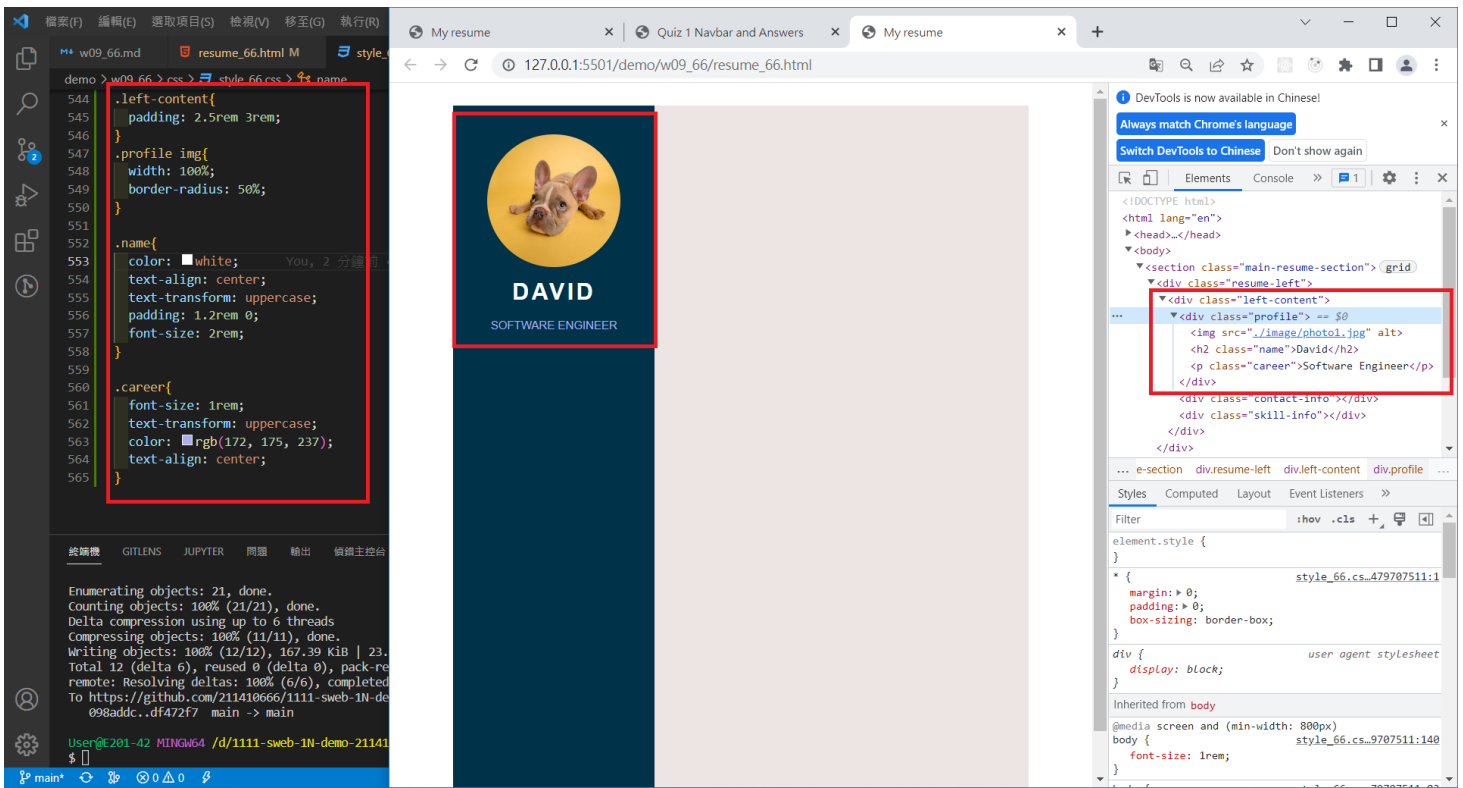 檔案(F) 編輯(E) 選取項目(S) 檢視(V) 移至(G) 執行(R)
w09_66.md resume_66.html M style_
demo > w09_66 > css > style_66.css > .name
544 .left-content{
545 padding: 2.5rem 3rem;
546 }
547 .profile img{
548 width: 100%;
549 border-radius: 50%;
550 }
551
552 .name{
553 color: white; You, 2 分鐘前
554 text-align: center;
555 text-transform: uppercase;
556 padding: 1.2rem 0;
557 font-size: 2rem;
558 }
559
560 .career{
561 font-size: 1rem;
562 text-transform: uppercase;
563 color: rgb(172, 175, 237);
564 text-align: center;
565 }
終端機 GITLENS JUPYTER 問題 輸出 偵錯主控台
Enumerating objects: 21, done.
Counting objects: 100% (21/21), done.
Delta compression using up to 6 threads
Compressing objects: 100% (11/11), done.
Writing objects: 100% (12/12), 167.39 KiB | 23.
Total 12 (delta 6), reused 0 (delta 0), pack-re
remote: Resolving deltas: 100% (6/6), completed
To https://github.com/211410666/1111-sweb-1N-de
098addc..df472f7 main -> main
User@E201-42 MINGW64 /d/1111-sweb-1N-demo-21141
$
2
main* 0 0
My resume
Quiz 1 Navbar and Answers
My resume
127.0.0.1:5501/demo/w09_66/resume_66.html
DAVID
SOFTWARE ENGINEER
DevTools is now available in Chinese!
Always match Chrome's language
Switch DevTools to Chinese Don't show again
Elements Console » 1
<!DOCTYPE html>
<html lang="en">
<head>…</head>
<body>
<section class="main-resume-section"> grid
<div class="resume-left">
<div class="left-content">
<div class="profile"> == $0
<img src="./image/photo1.jpg" alt>
<h2 class="name">David</h2>
<p class="career">Software Engineer</p>
</div>
<div class="contact-info"></div>
<div class="skill-info"></div>
</div>
</div>
... e-section div.resume-left div.left-content div.profile ...
Styles Computed Layout Event Listeners »
Filter :hov .cls +
element.style {
}
* { style_66.cs…479707511:1
margin: 0;
padding: 0;
box-sizing: border-box;
}
div { user agent stylesheet
display: block;
}
Inherited from body
@media screen and (min-width: 800px)
body { style_66.cs…9707511:140
font-size: 1rem;
}